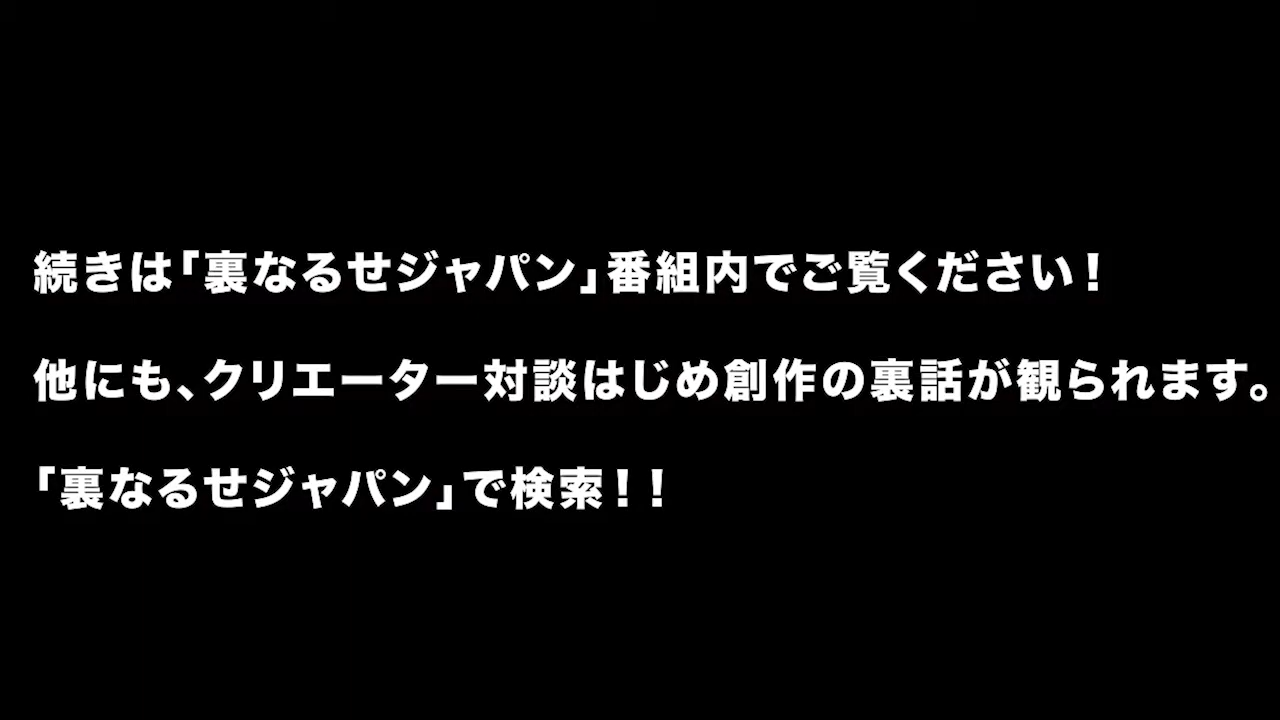 続きは「裏なるせジャパン」番組内でご覧ください！
他にも、クリエーター対談はじめ創作の裏話が観られます。
「裏なるせジャパン」で検索！！